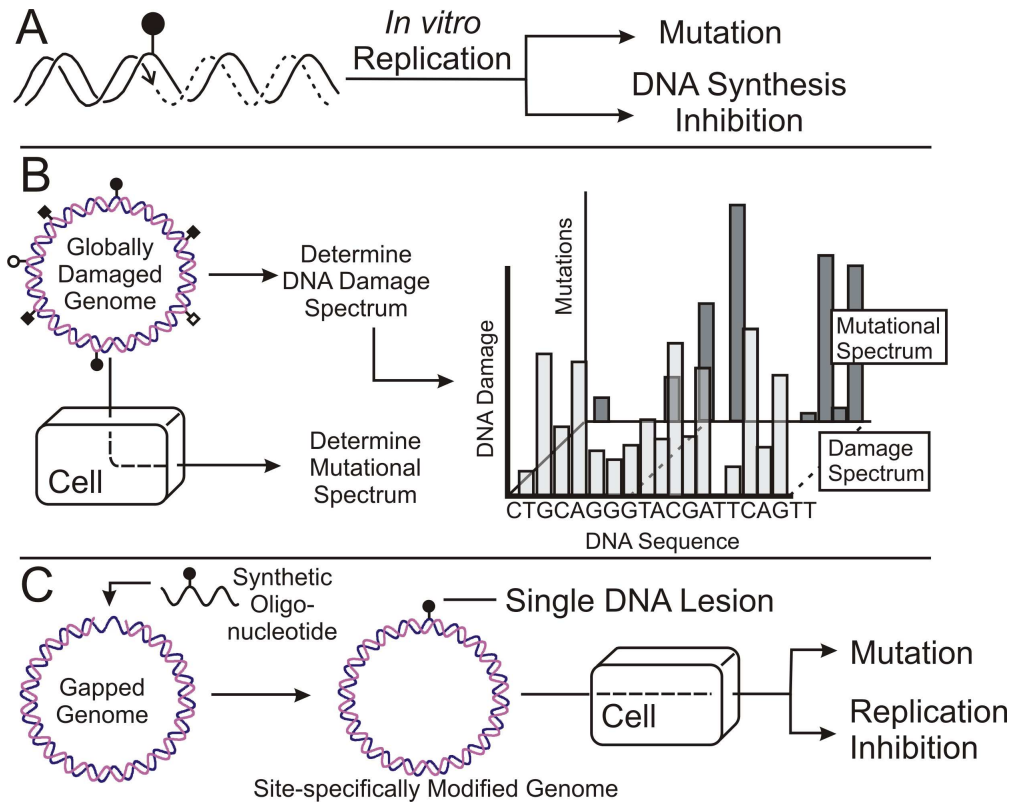 A
In vitro
Replication
Mutation
DNA Synthesis
Inhibition
B
Globally
Damaged
Genome
Determine
DNA Damage
Spectrum
Cell
Determine
Mutational
Spectrum
DNA Damage
Mutations
Mutational
Spectrum
Damage
Spectrum
CTGCAGGGTACGATTCAGTT
DNA Sequence
C
Synthetic
Oligo-
nucleotide
Gapped
Genome
Single DNA Lesion
Site-specifically Modified Genome
Cell
Mutation
Replication
Inhibition